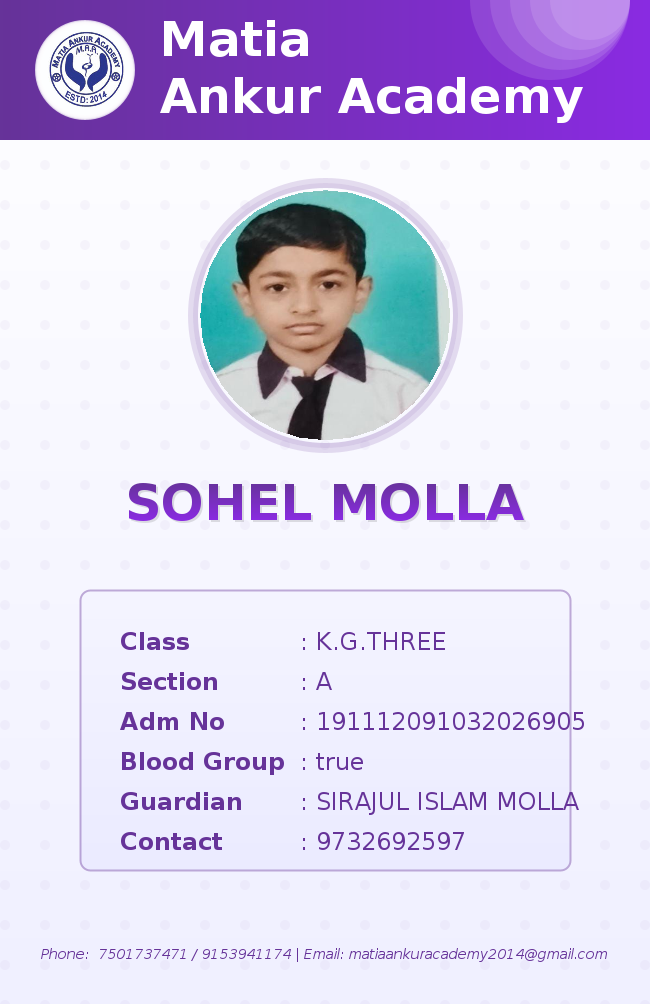 MATIA ANKUR ACADEMY
M.A.A
ESTD: 2014
Matia
Ankur Academy
SOHEL MOLLA
Class : K.G.THREE
Section : A
Adm No : 191112091032026905
Blood Group : true
Guardian : SIRAJUL ISLAM MOLLA
Contact : 9732692597
Phone: 7501737471 / 9153941174 | Email: matiaankuracademy2014@gmail.com